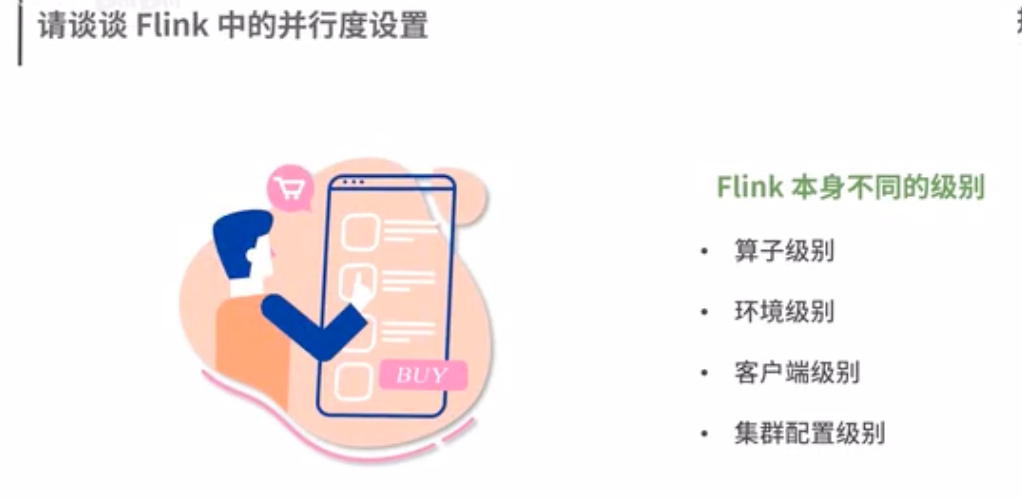 请谈谈 Flink 中的并行度设置
Flink 本身不同的级别
• 算子级别
• 环境级别
• 客户端级别
• 集群配置级别
BUY